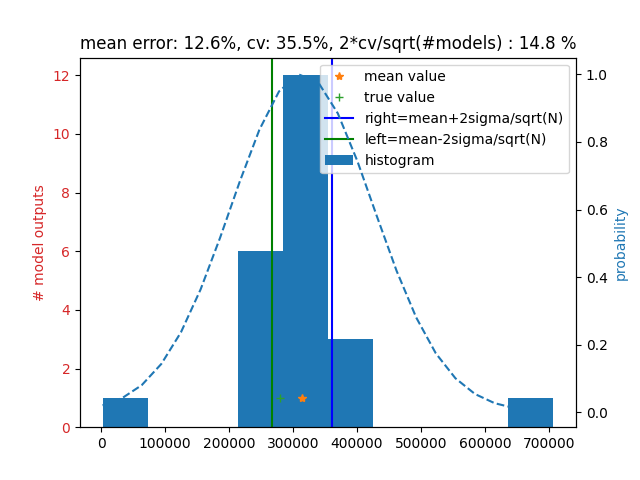 mean error: 12.6%, cv: 35.5%, 2*cv/sqrt(#models) : 14.8 %
mean value
true value
right=mean+2sigma/sqrt(N)
left=mean-2sigma/sqrt(N)
histogram
# model outputs
12
10
8
6
4
2
0
probability
1.0
0.8
0.6
0.4
0.2
0.0
0 100000 200000 300000 400000 500000 600000 700000